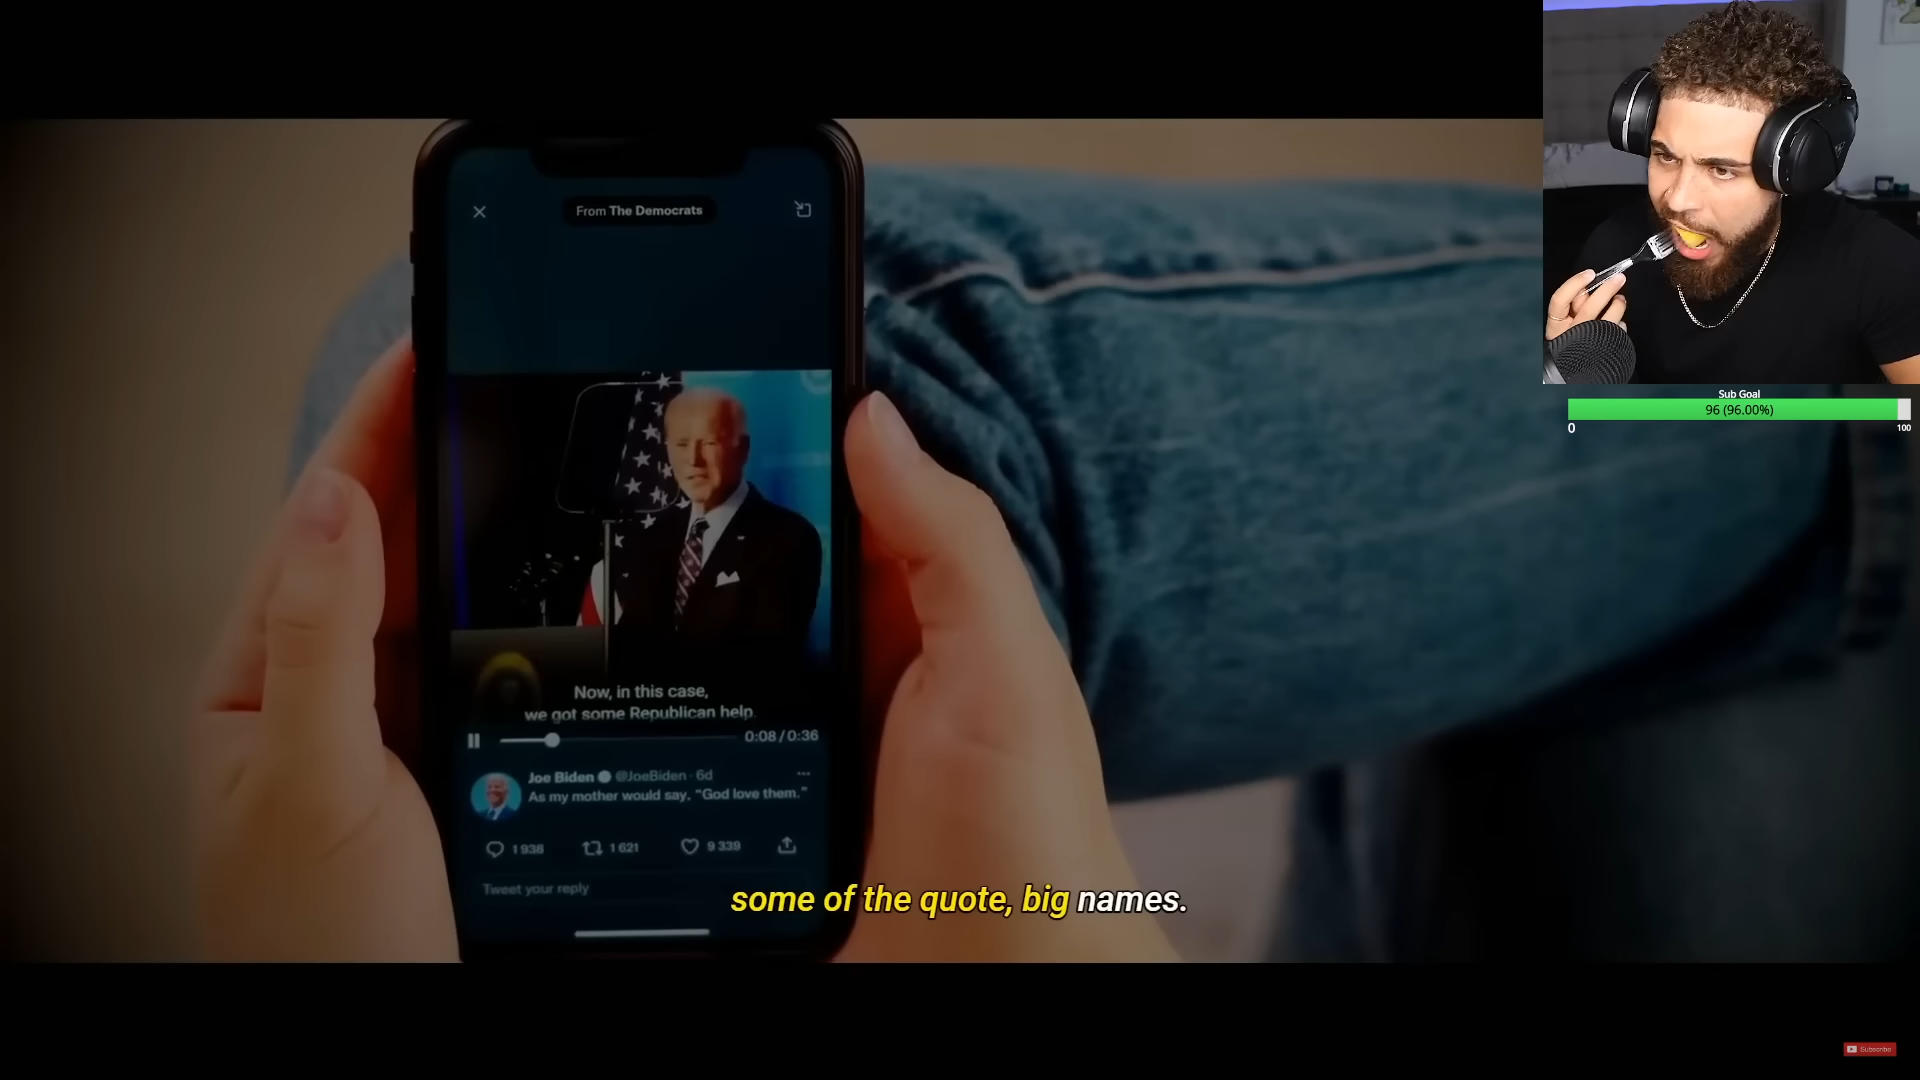 From The Democrats
Now, in this case,
we got some Republican help.
0:08/0:36
Joe Biden @JoeBiden · 6d
As my mother would say, "God love them."
1 938 1 621 9 339
Tweet your reply
some of the quote, big names.
Sub Goal
96 (96.00%)
0 100
Subscribe